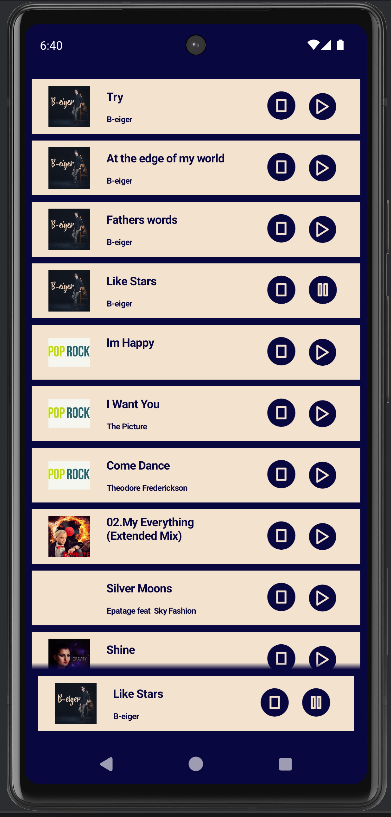 6:40
B-eiger
Try
B-eiger
B-eiger
At the edge of my world
B-eiger
B-eiger
Fathers words
B-eiger
B-eiger
Like Stars
B-eiger
POP ROCK
Im Happy
POP ROCK
I Want You
The Picture
POP ROCK
Come Dance
Theodore Frederickson
02.My Everything
(Extended Mix)
Silver Moons
Epatage feat Sky Fashion
Shine
B-eiger
Like Stars
B-eiger